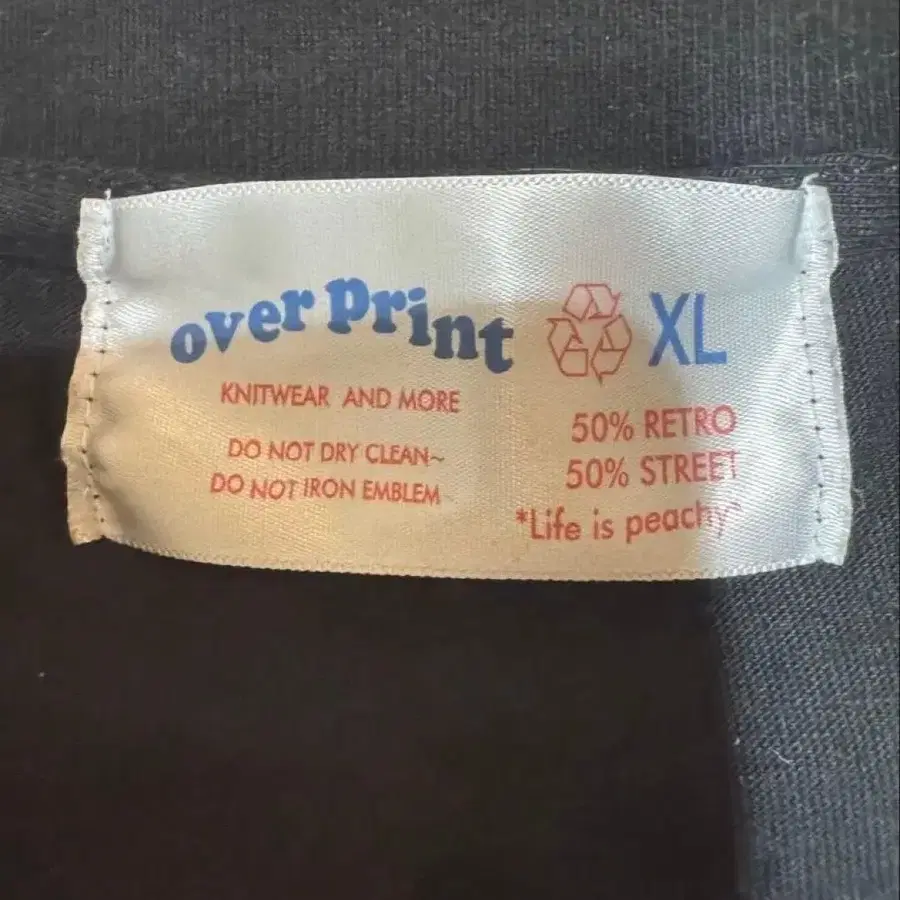 over print XL
KNITWEAR AND MORE
DO NOT DRY CLEAN~
DO NOT IRON EMBLEM
50% RETRO
50% STREET
*Life is peachy*